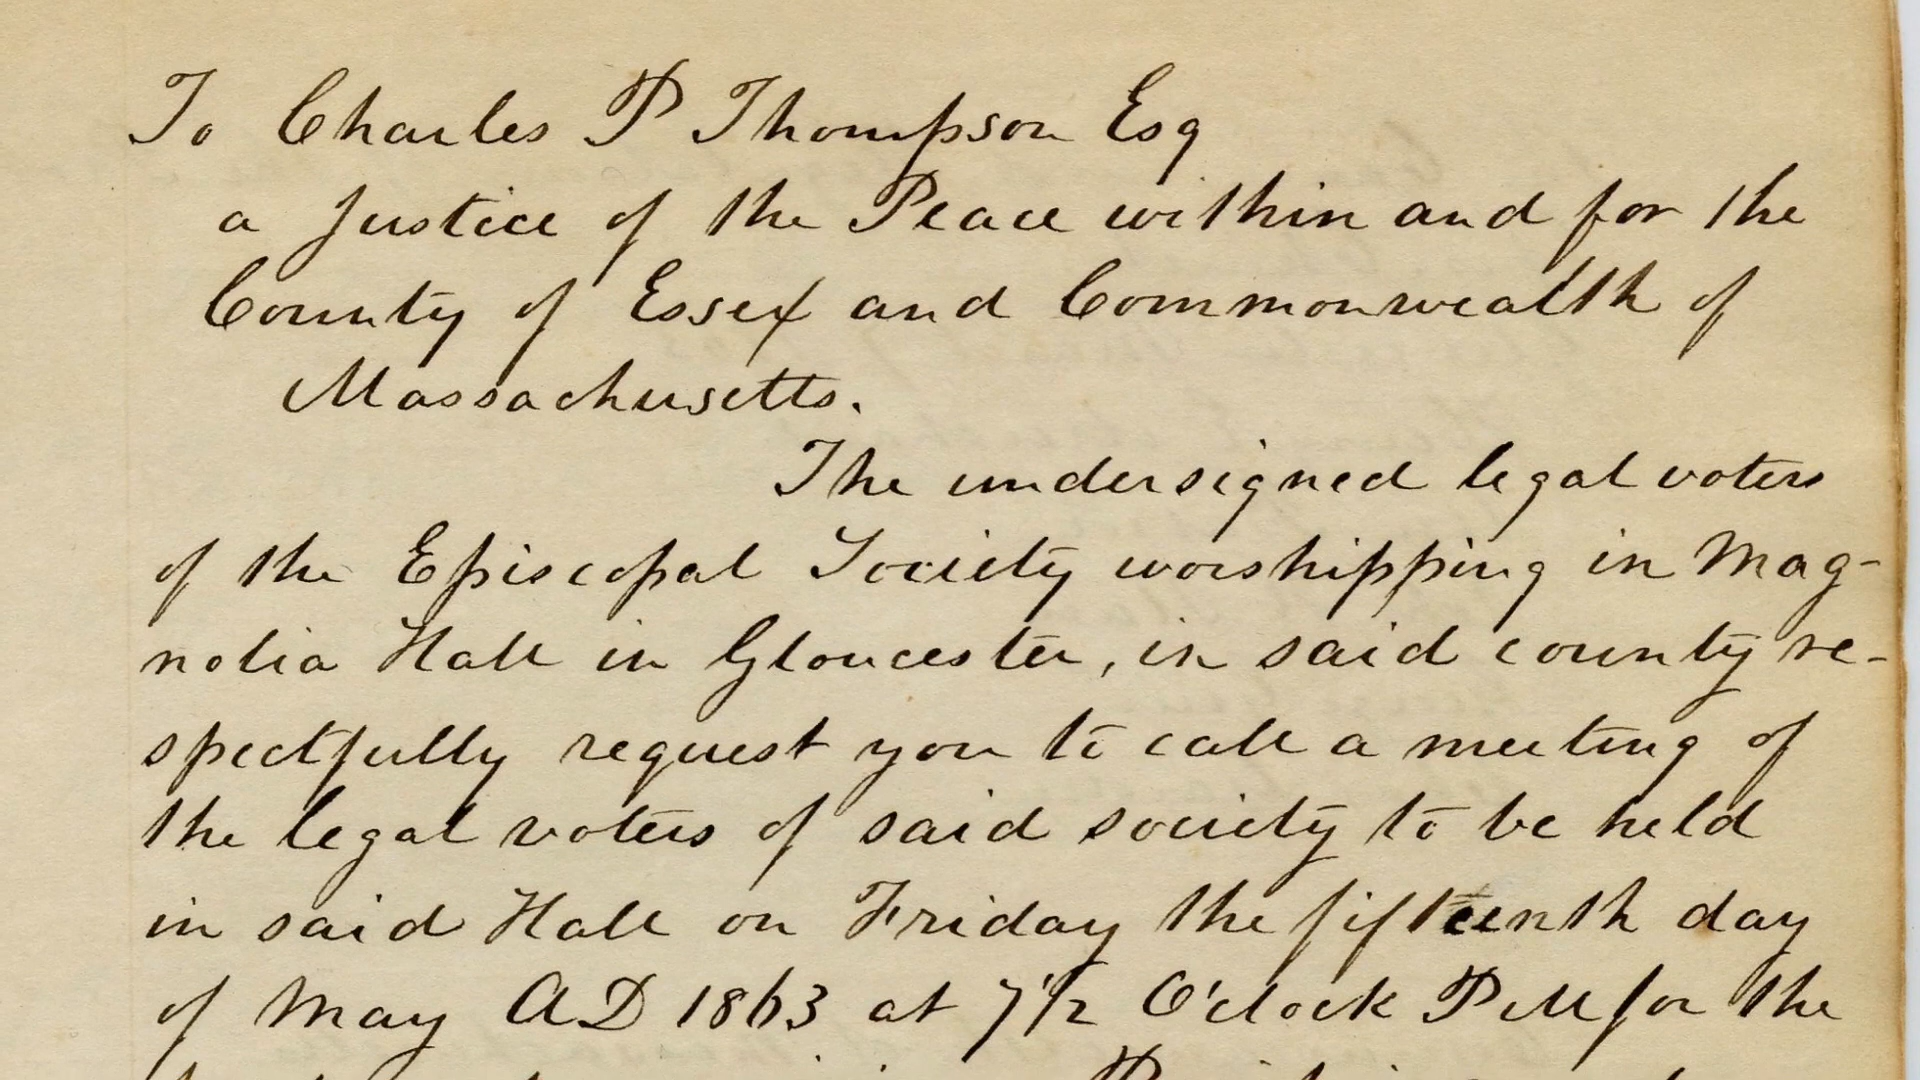 To Charles P Thompson Esq
a Justice of the Peace within and for the
County of Essex and Commonwealth of
Massachusetts.
The undersigned legal voters
of the Episcopal Society worshipping in Mag-
nolia Hall in Gloucester, in said county re-
spectfully request you to call a meeting of
the legal voters of said society to be held
in said Hall on Friday the fifteenth day
of May AD 1863 at 7 1/2 O'clock PM for the